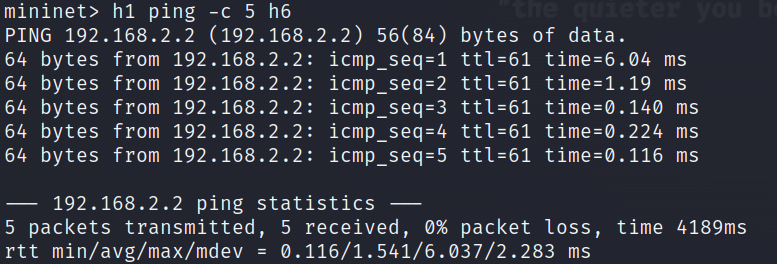 "the quieter you be
mininet> h1 ping -c 5 h6
PING 192.168.2.2 (192.168.2.2) 56(84) bytes of data.
64 bytes from 192.168.2.2: icmp_seq=1 ttl=61 time=6.04 ms
64 bytes from 192.168.2.2: icmp_seq=2 ttl=61 time=1.19 ms
64 bytes from 192.168.2.2: icmp_seq=3 ttl=61 time=0.140 ms
64 bytes from 192.168.2.2: icmp_seq=4 ttl=61 time=0.224 ms
64 bytes from 192.168.2.2: icmp_seq=5 ttl=61 time=0.116 ms

--- 192.168.2.2 ping statistics ---
5 packets transmitted, 5 received, 0% packet loss, time 4189ms
rtt min/avg/max/mdev = 0.116/1.541/6.037/2.283 ms